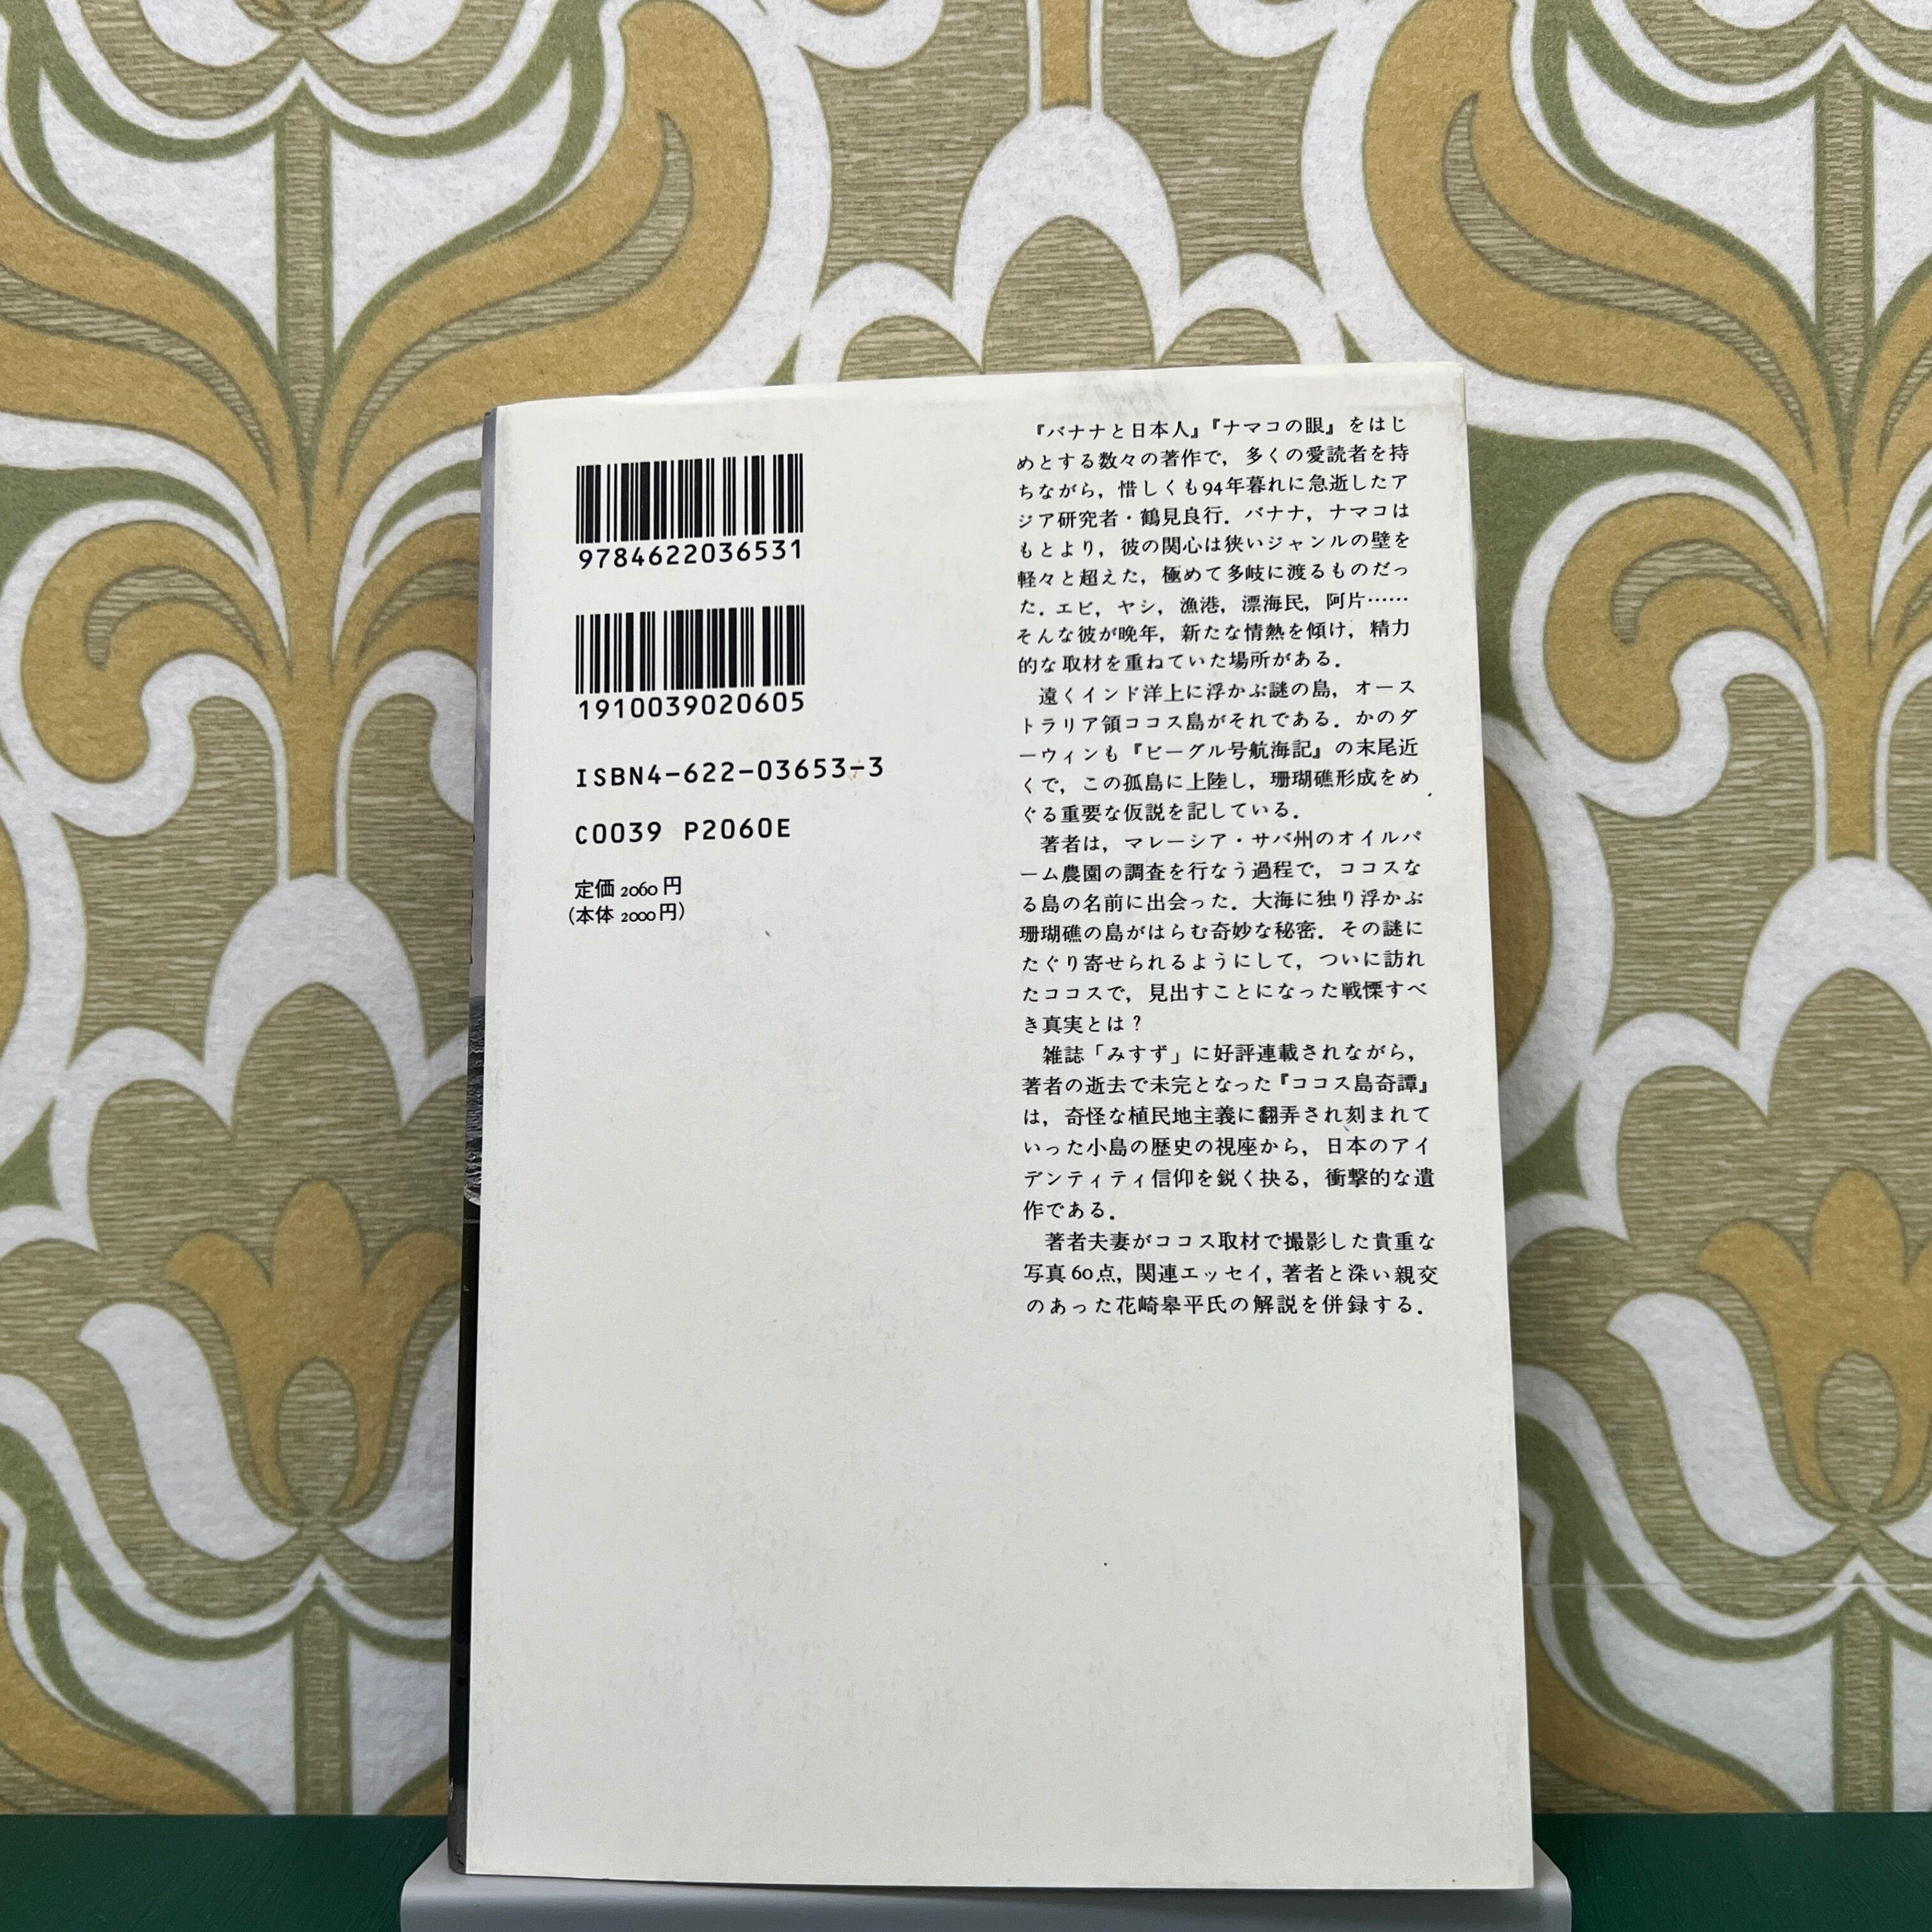 9784622036531
1910039020605
ISBN4-622-03653-3
C0039 P2060E
定価 2060 円
(本体 2000 円)
『バナナと日本人』『ナマコの眼』をはじ
めとする数々の著作で，多くの愛読者を持
ちながら，惜しくも94年暮れに急逝したア
ジア研究者・鶴見良行．バナナ，ナマコは
もとより，彼の関心は狭いジャンルの壁を
軽々と超えた，極めて多岐に渡るものだっ
た．エビ，ヤシ，漁港，漂海民，阿片……
そんな彼が晩年，新たな情熱を傾け，精力
的な取材を重ねていた場所がある．
遠くインド洋上に浮かぶ謎の島，オース
トラリア領ココス島がそれである．かのダ
ーウィンも『ビーグル号航海記』の末尾近
くで，この孤島に上陸し，珊瑚礁形成をめ
ぐる重要な仮説を記している．
著者は，マレーシア・サバ州のオイルパ
ーム農園の調査を行なう過程で，ココスな
る島の名前に出会った．大海に独り浮かぶ
珊瑚礁の島がはらむ奇妙な秘密．その謎に
たぐり寄せられるようにして，ついに訪れ
たココスで，見出すことになった戦慄すべ
き真実とは？
雑誌「みすず」に好評連載されながら，
著者の逝去で未完となった『ココス島奇譚』
は，奇怪な植民地主義に翻弄され刻まれて
いった小島の歴史の視座から，日本のアイ
デンティティ信仰を鋭く抉る，衝撃的な遺
作である．
著者夫妻がココス取材で撮影した貴重な
写真60点，関連エッセイ，著者と深い親交
のあった花崎皋平氏の解説を併録する．